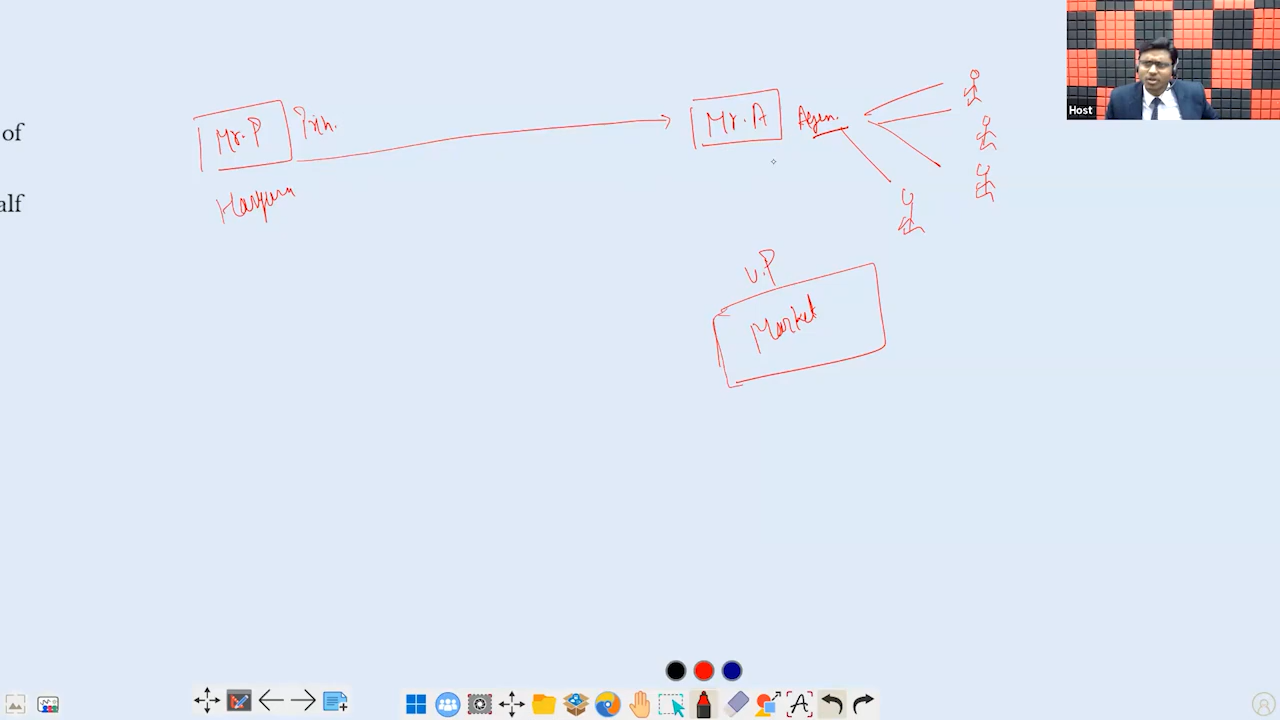 of
alf
Mr. P Prin.
Haryana
Mr. A Agen.
U.P
Market
Host